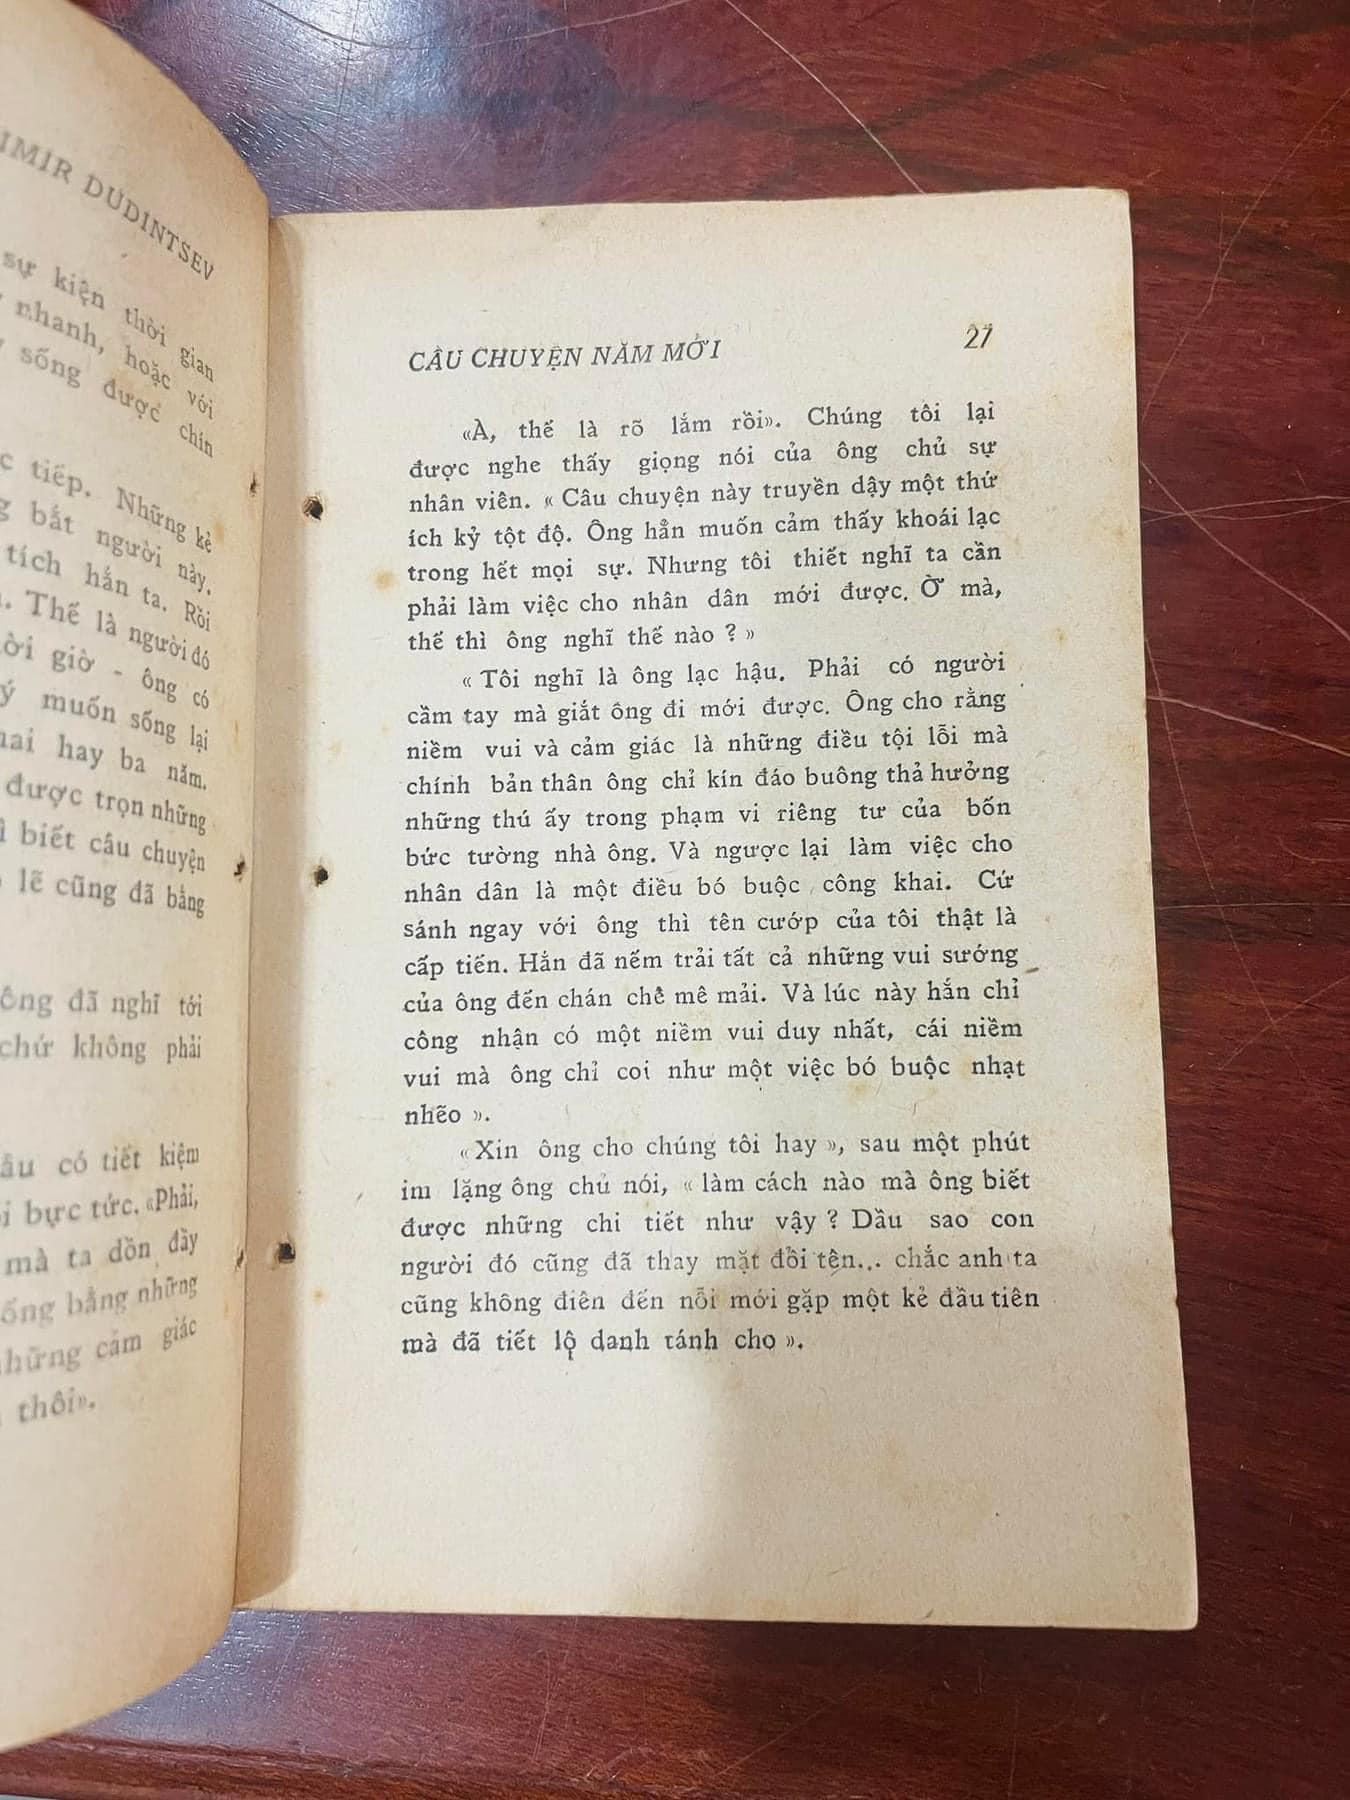 DUDINTSEV
sự kiện thời gian
nhanh, hoặc với
sống được chín
tiếp. Những kẻ
bắt người này.
tích hắn ta. Rồi
Thế là người đó
giờ - ông có
ý muốn sống lại
hay ba năm.
được trọn những
biết câu chuyện
lẽ cũng đã bằng
ông đã nghĩ tới
chứ không phải
có tiết kiệm
bực tức. «Phải,
mà ta dồn đầy
bằng những
những cảm giác
thôi».
CÂU CHUYỆN NĂM MỚI 27
«À, thế là rõ lắm rồi». Chúng tôi lại
được nghe thấy giọng nói của ông chủ sự
nhân viên. « Câu chuyện này truyền dậy một thứ
ích kỷ tột độ. Ông hẳn muốn cảm thấy khoái lạc
trong hết mọi sự. Nhưng tôi thiết nghĩ ta cần
phải làm việc cho nhân dân mới được. Ờ mà,
thế thì ông nghĩ thế nào ? »
« Tôi nghĩ là ông lạc hậu. Phải có người
cầm tay mà giắt ông đi mới được. Ông cho rằng
niềm vui và cảm giác là những điều tội lỗi mà
chính bản thân ông chỉ kín đáo buông thả hưởng
những thú ấy trong phạm vi riêng tư của bốn
bức tường nhà ông. Và ngược lại làm việc cho
nhân dân là một điều bó buộc công khai. Cứ
sánh ngay với ông thì tên cướp của tôi thật là
cấp tiến. Hắn đã nếm trải tất cả những vui sướng
của ông đến chán chê mê mải. Và lúc này hắn chỉ
công nhận có một niềm vui duy nhất, cái niềm
vui mà ông chỉ coi như một việc bó buộc nhạt
nhẽo ».
« Xin ông cho chúng tôi hay », sau một phút
im lặng ông chủ nói, « làm cách nào mà ông biết
được những chi tiết như vậy ? Dầu sao con
người đó cũng đã thay mặt đổi tên... chắc anh ta
cũng không điên đến nỗi mới gặp một kẻ đầu tiên
mà đã tiết lộ danh tánh cho ».